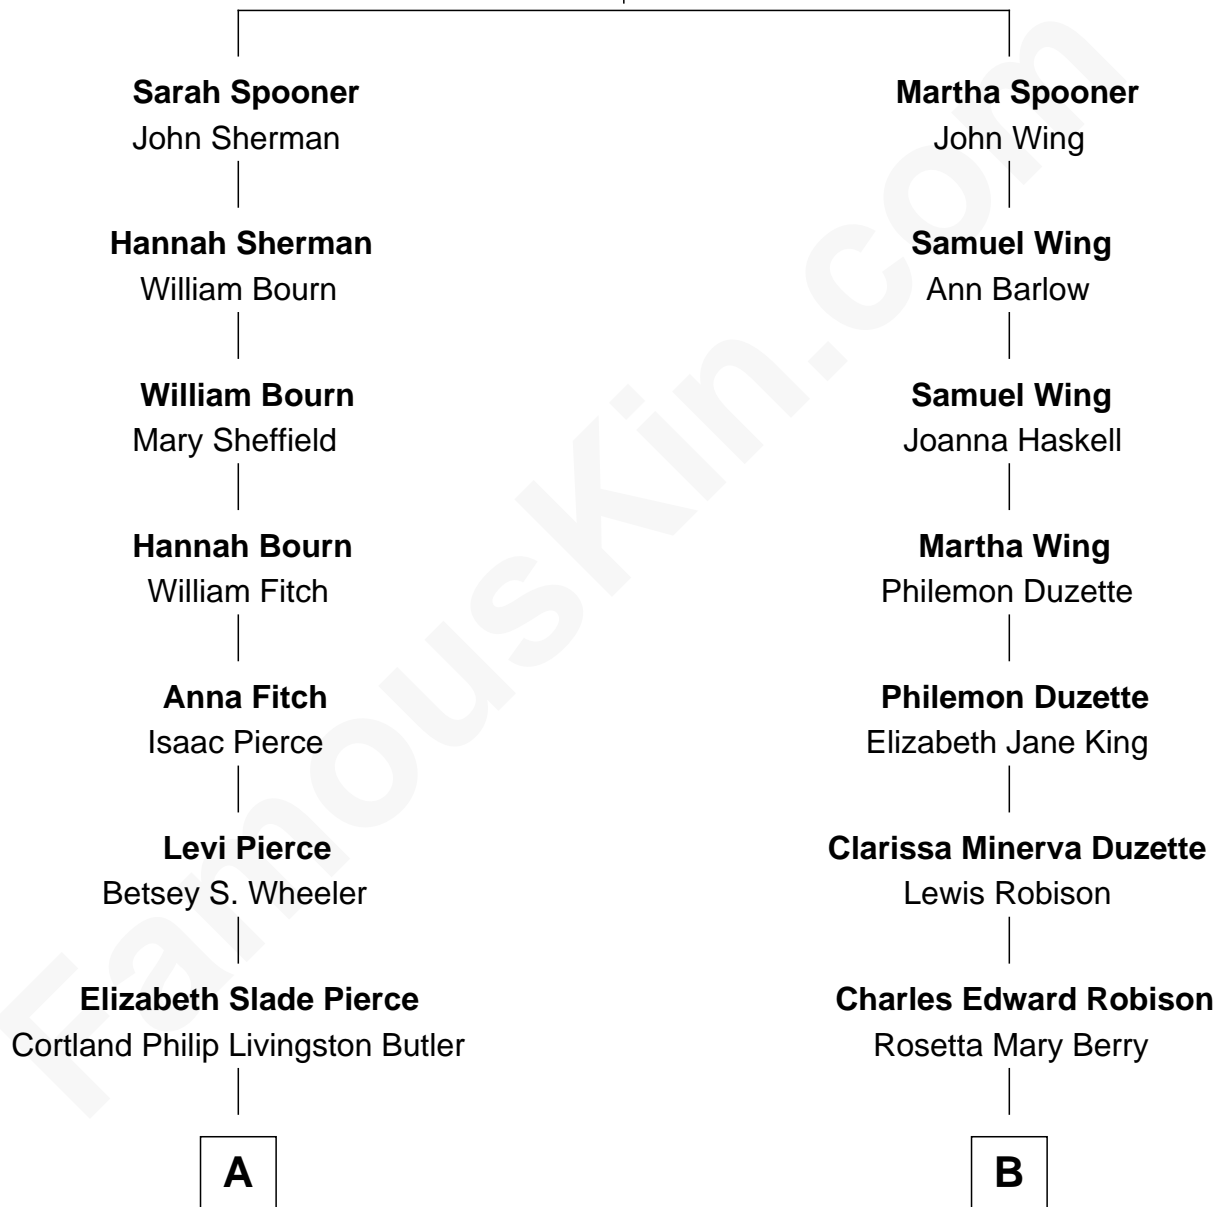 Sarah Spooner
John Sherman
Martha Spooner
John Wing
Hannah Sherman
William Bourn
Samuel Wing
Ann Barlow
William Bourn
Mary Sheffield
Samuel Wing
Joanna Haskell
Hannah Bourn
William Fitch
Martha Wing
Philemon Duzette
Anna Fitch
Isaac Pierce
Philemon Duzette
Elizabeth Jane King
Levi Pierce
Betsey S. Wheeler
Clarissa Minerva Duzette
Lewis Robison
Elizabeth Slade Pierce
Cortland Philip Livingston Butler
Charles Edward Robison
Rosetta Mary Berry
A
B
FamousKin.com